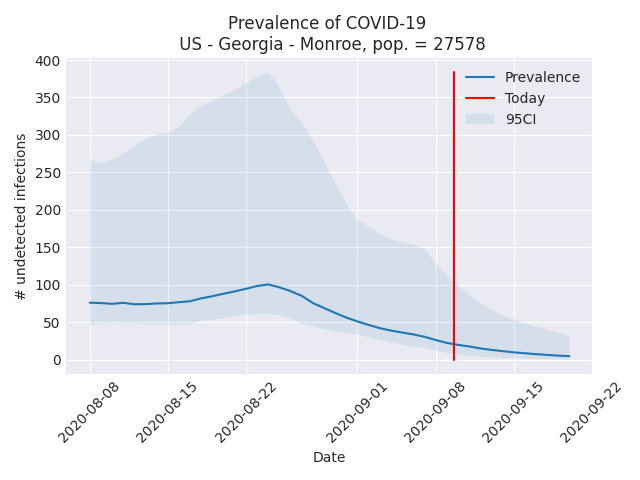 Prevalence of COVID-19
US - Georgia - Monroe, pop. = 27578
400
350
300
250
200
150
100
50
0
# undetected infections
Prevalence
Today
95CI
2020-08-08
2020-08-15
2020-08-22
2020-09-01
2020-09-08
2020-09-15
2020-09-22
Date